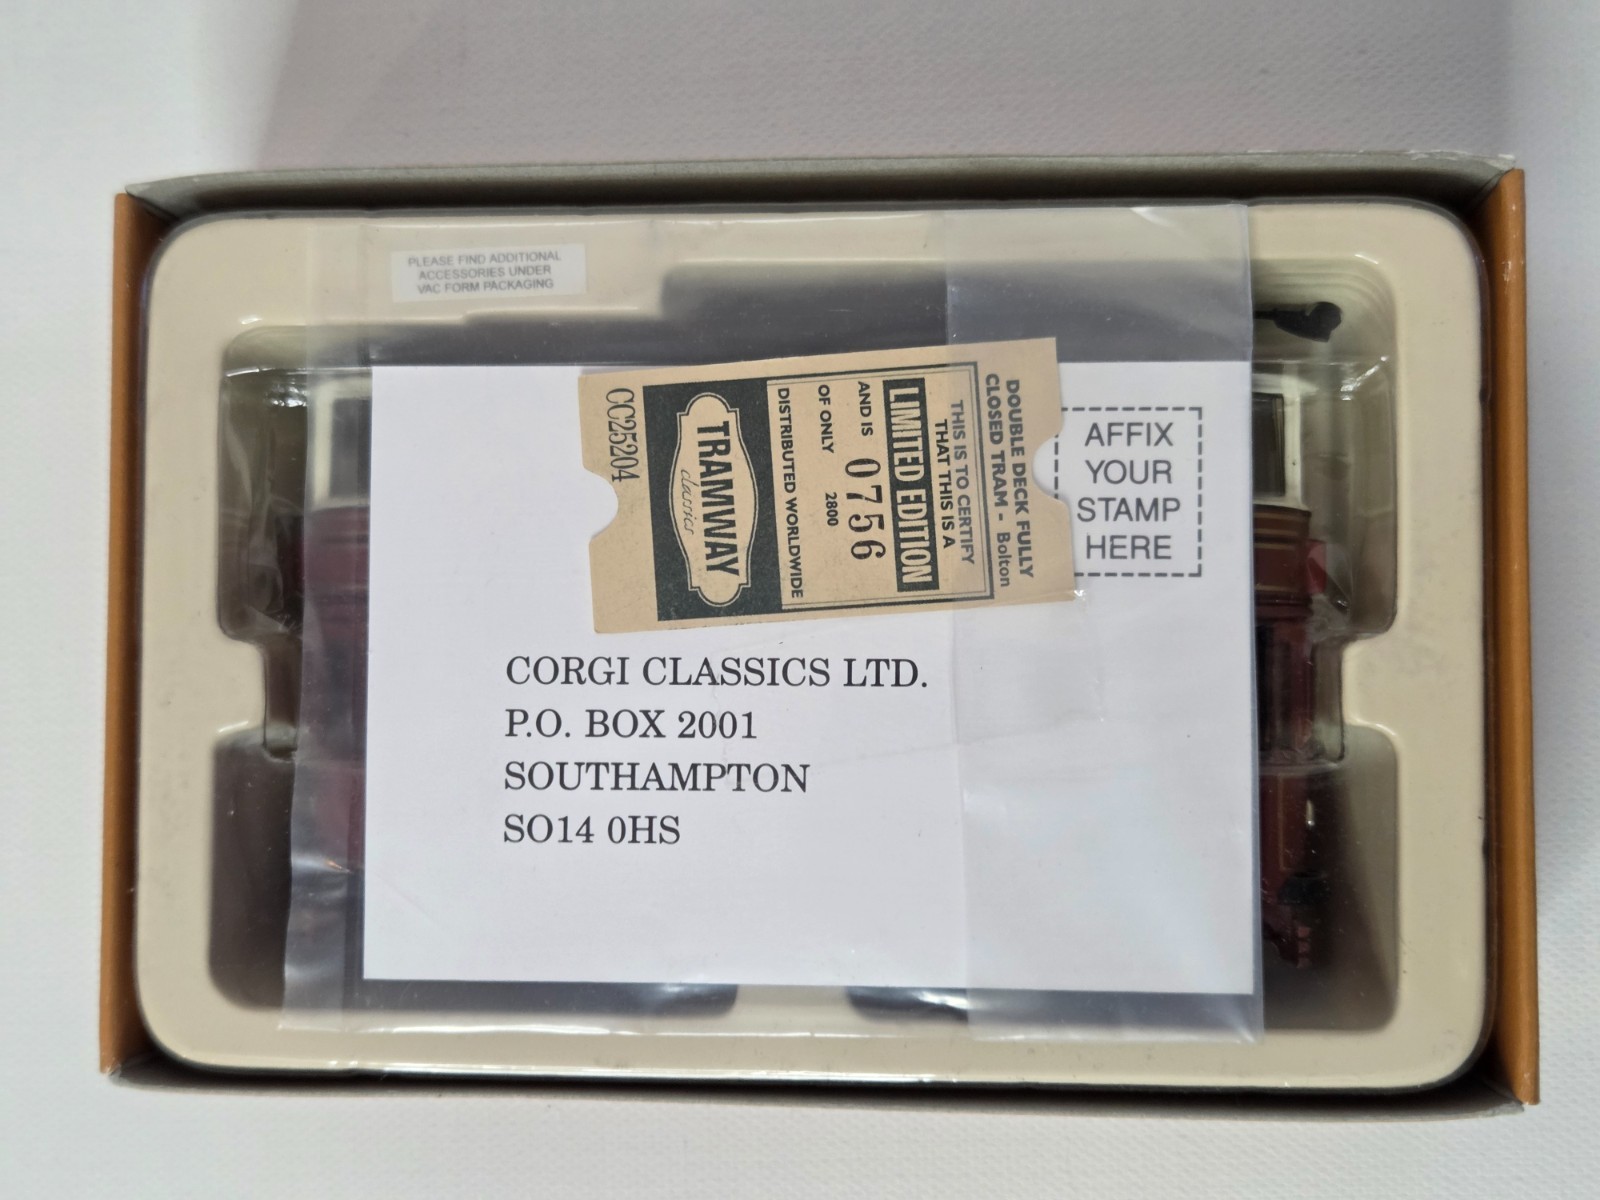 PLEASE FIND ADDITIONAL
ACCESSORIES UNDER
VAC FORM PACKAGING
DOUBLE DECK FULLY
CLOSED TRAM - Bolton
THIS IS TO CERTIFY
THAT THIS IS A
LIMITED EDITION
AND IS 0756
OF ONLY 2800
DISTRIBUTED WORLDWIDE
TRAMWAY
classics
CC25204
AFFIX
YOUR
STAMP
HERE
CORGI CLASSICS LTD.
P.O. BOX 2001
SOUTHAMPTON
SO14 0HS